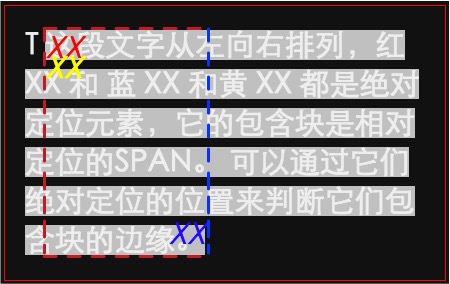 T 这段文字从左向右排列，红
XX 和 蓝 XX 和黄 XX 都是绝对
定位元素，它的包含块是相对
定位的SPAN。 可以通过它们
绝对定位的位置来判断它们包
含块的边缘。
XX
XX
XX